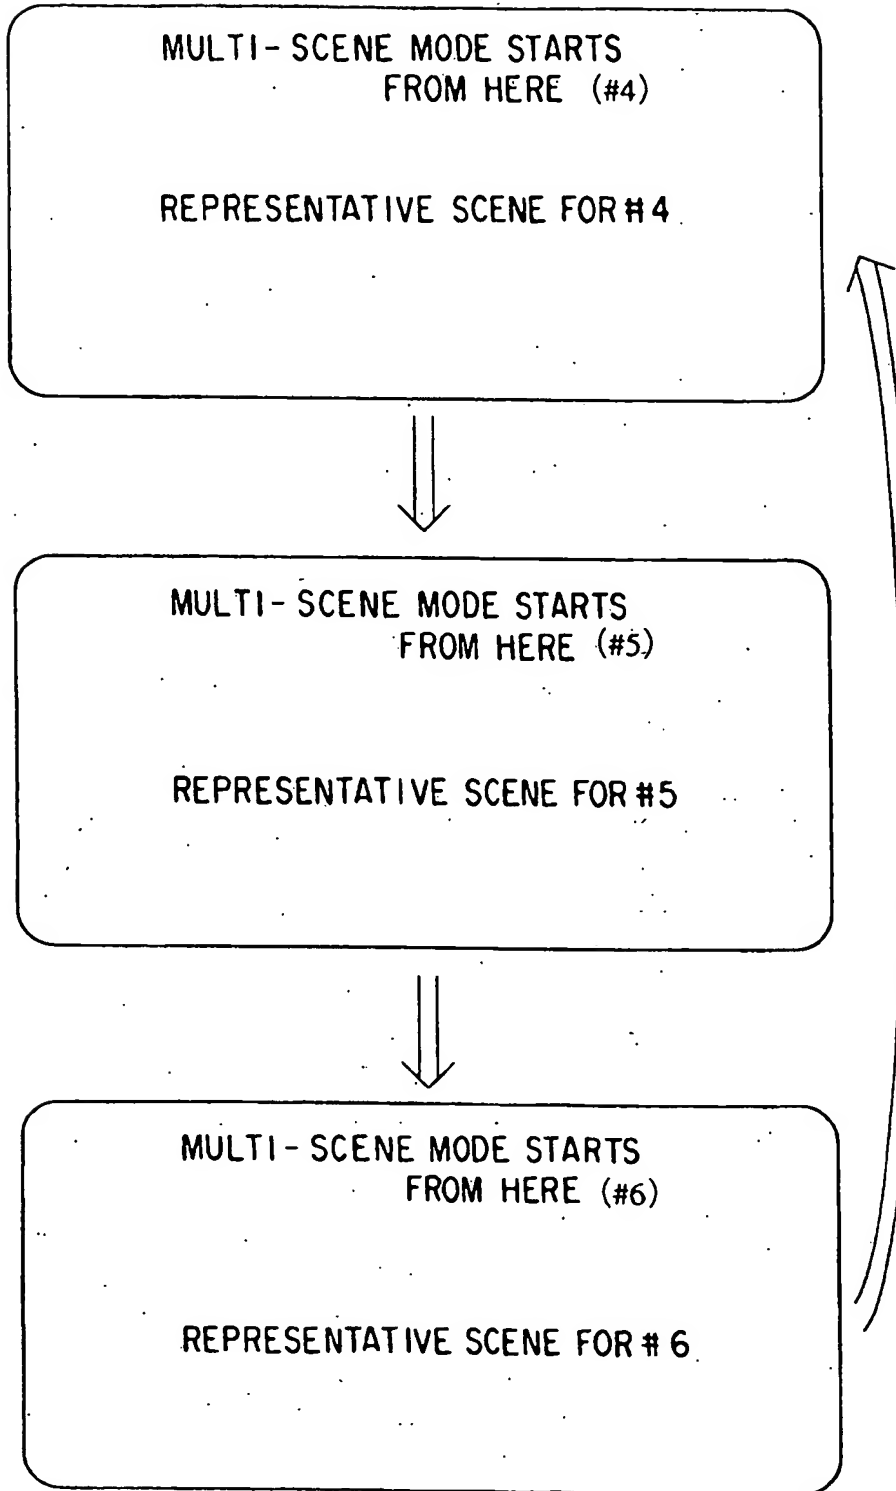 MULTI-SCENE MODE STARTS
FROM HERE (#4)
REPRESENTATIVE SCENE FOR #4
MULTI-SCENE MODE STARTS
FROM HERE (#5)
REPRESENTATIVE SCENE FOR #5
MULTI-SCENE MODE STARTS
FROM HERE (#6)
REPRESENTATIVE SCENE FOR # 6